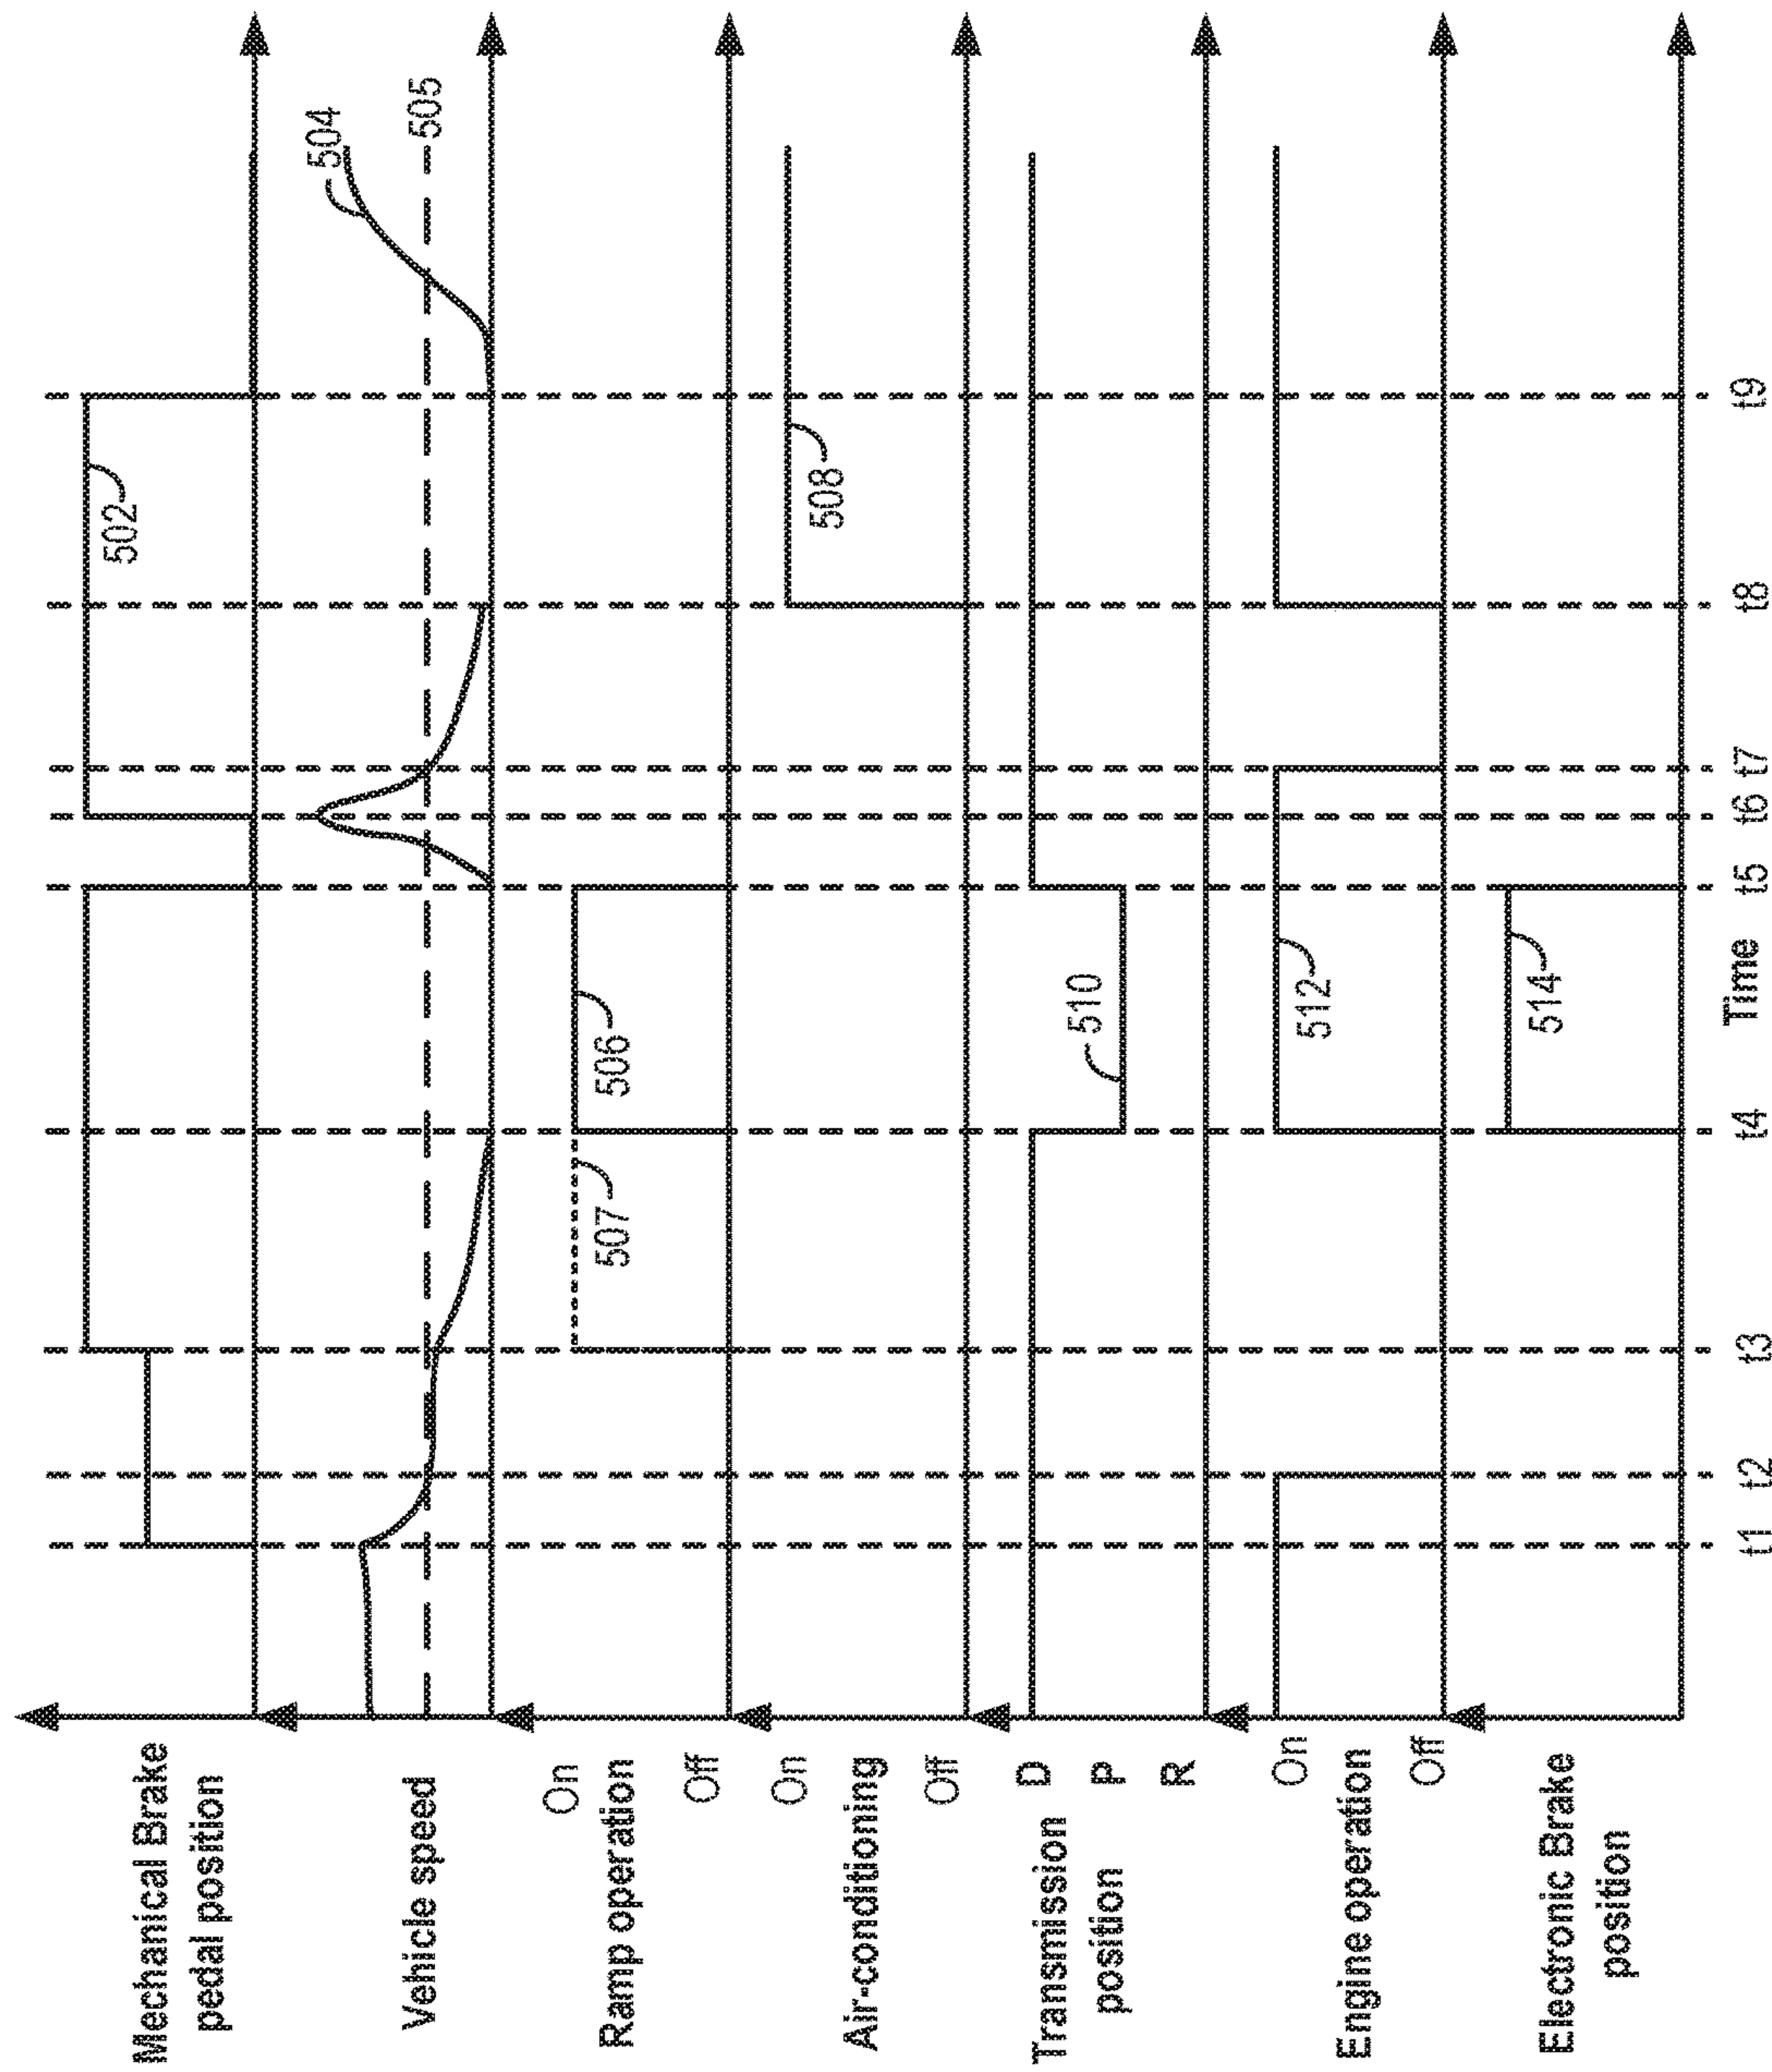 Mechanical Brake
pedal position
502
Vehicle speed
504
505
On
Ramp operation
Off
507
506
On
Air-conditioning
Off
508
Transmission
position
D
P
R
510
On
Engine operation
Off
512
Electronic Brake
position
514
t1 t2 t3 t4 t5 t6 t7 t8 t9
Time